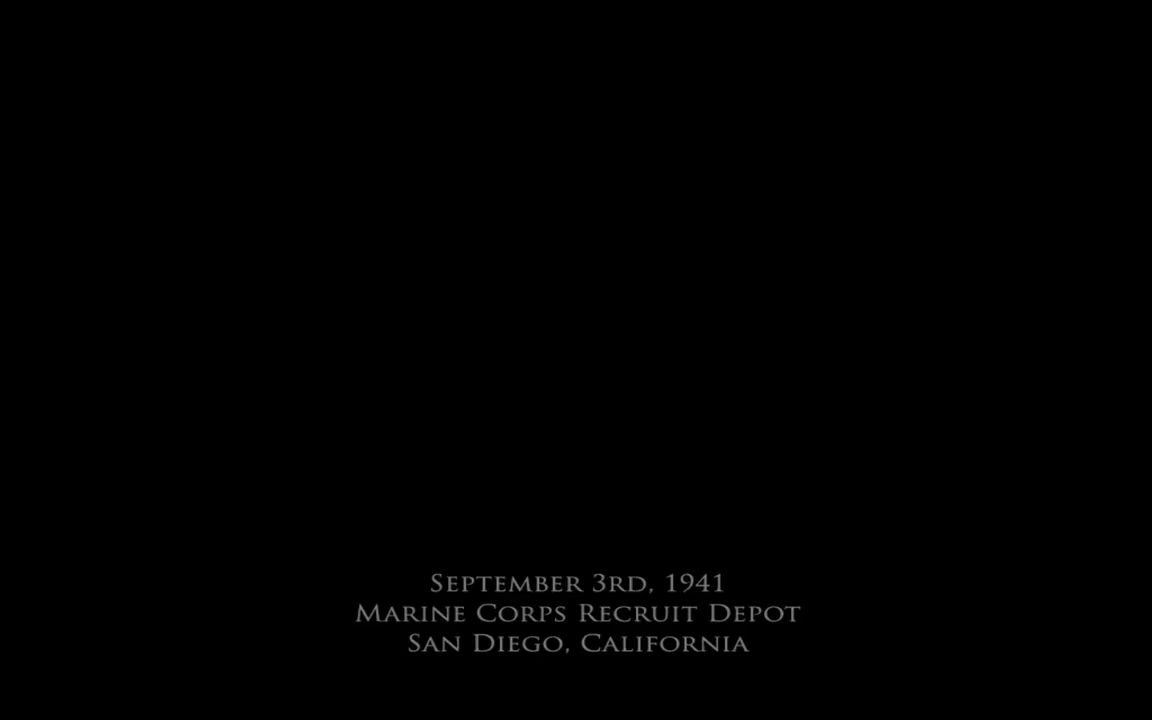 September 3rd, 1941
Marine Corps Recruit Depot
San Diego, California